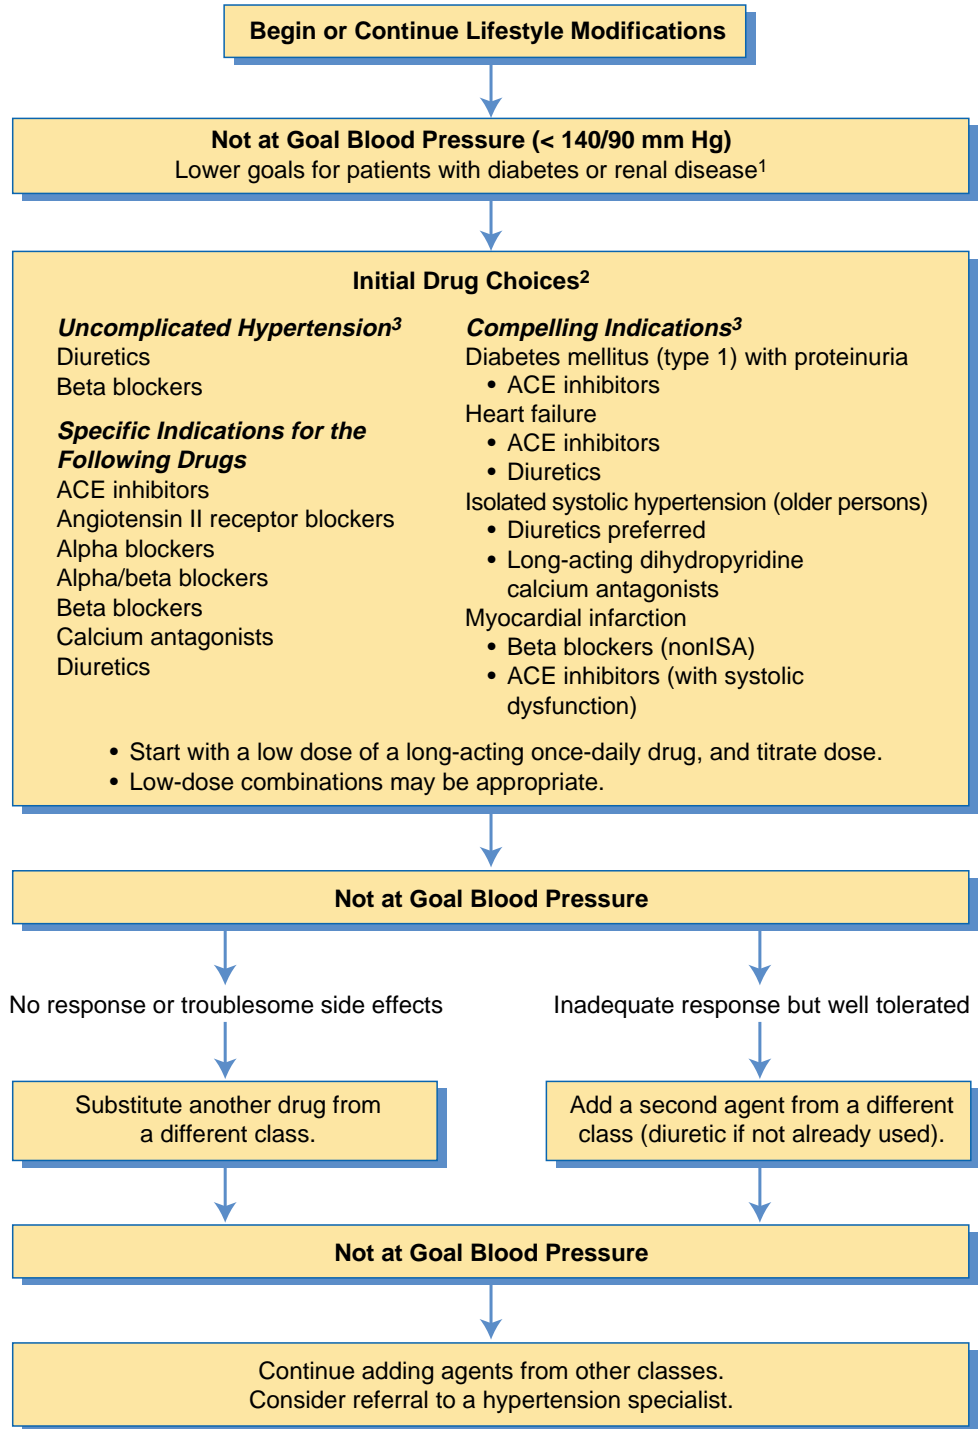 Begin or Continue Lifestyle Modifications
Not at Goal Blood Pressure (< 140/90 mm Hg)
Lower goals for patients with diabetes or renal disease¹
Initial Drug Choices²
Uncomplicated Hypertension³
Diuretics
Beta blockers
Specific Indications for the
Following Drugs
ACE inhibitors
Angiotensin II receptor blockers
Alpha blockers
Alpha/beta blockers
Beta blockers
Calcium antagonists
Diuretics
Compelling Indications³
Diabetes mellitus (type 1) with proteinuria
• ACE inhibitors
Heart failure
• ACE inhibitors
• Diuretics
Isolated systolic hypertension (older persons)
• Diuretics preferred
• Long-acting dihydropyridine
calcium antagonists
Myocardial infarction
• Beta blockers (nonISA)
• ACE inhibitors (with systolic
dysfunction)
• Start with a low dose of a long-acting once-daily drug, and titrate dose.
• Low-dose combinations may be appropriate.
Not at Goal Blood Pressure
No response or troublesome side effects
Inadequate response but well tolerated
Substitute another drug from
a different class.
Add a second agent from a different
class (diuretic if not already used).
Not at Goal Blood Pressure
Continue adding agents from other classes.
Consider referral to a hypertension specialist.